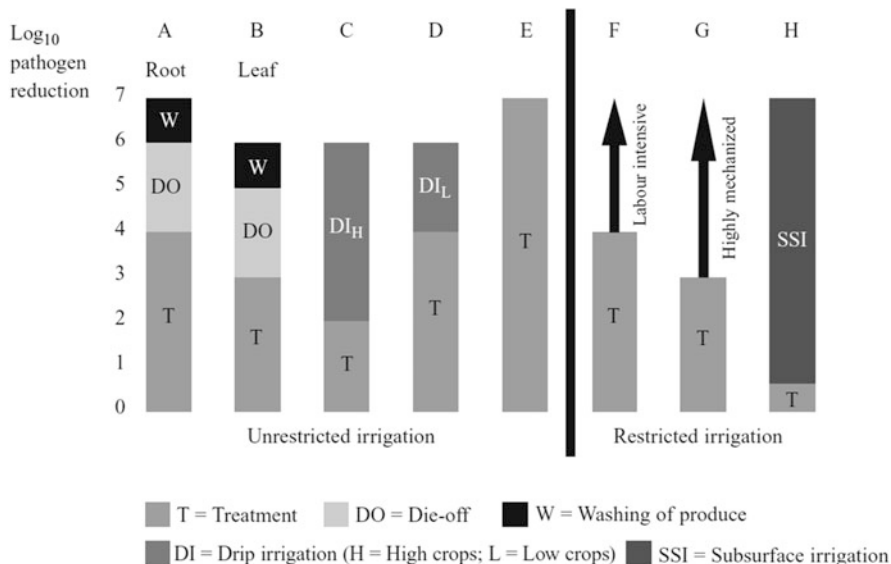 Log10 pathogen reduction
A B C D E F G H
Root Leaf
7
6
5
4
3
2
1
0
W
DO
T
W
DO
T
DIH
T
DIL
T
T
Labour intensive
T
Highly mechanized
T
SSI
T
Unrestricted irrigation Restricted irrigation
T = Treatment DO = Die-off W = Washing of produce
DI = Drip irrigation (H = High crops; L = Low crops) SSI = Subsurface irrigation